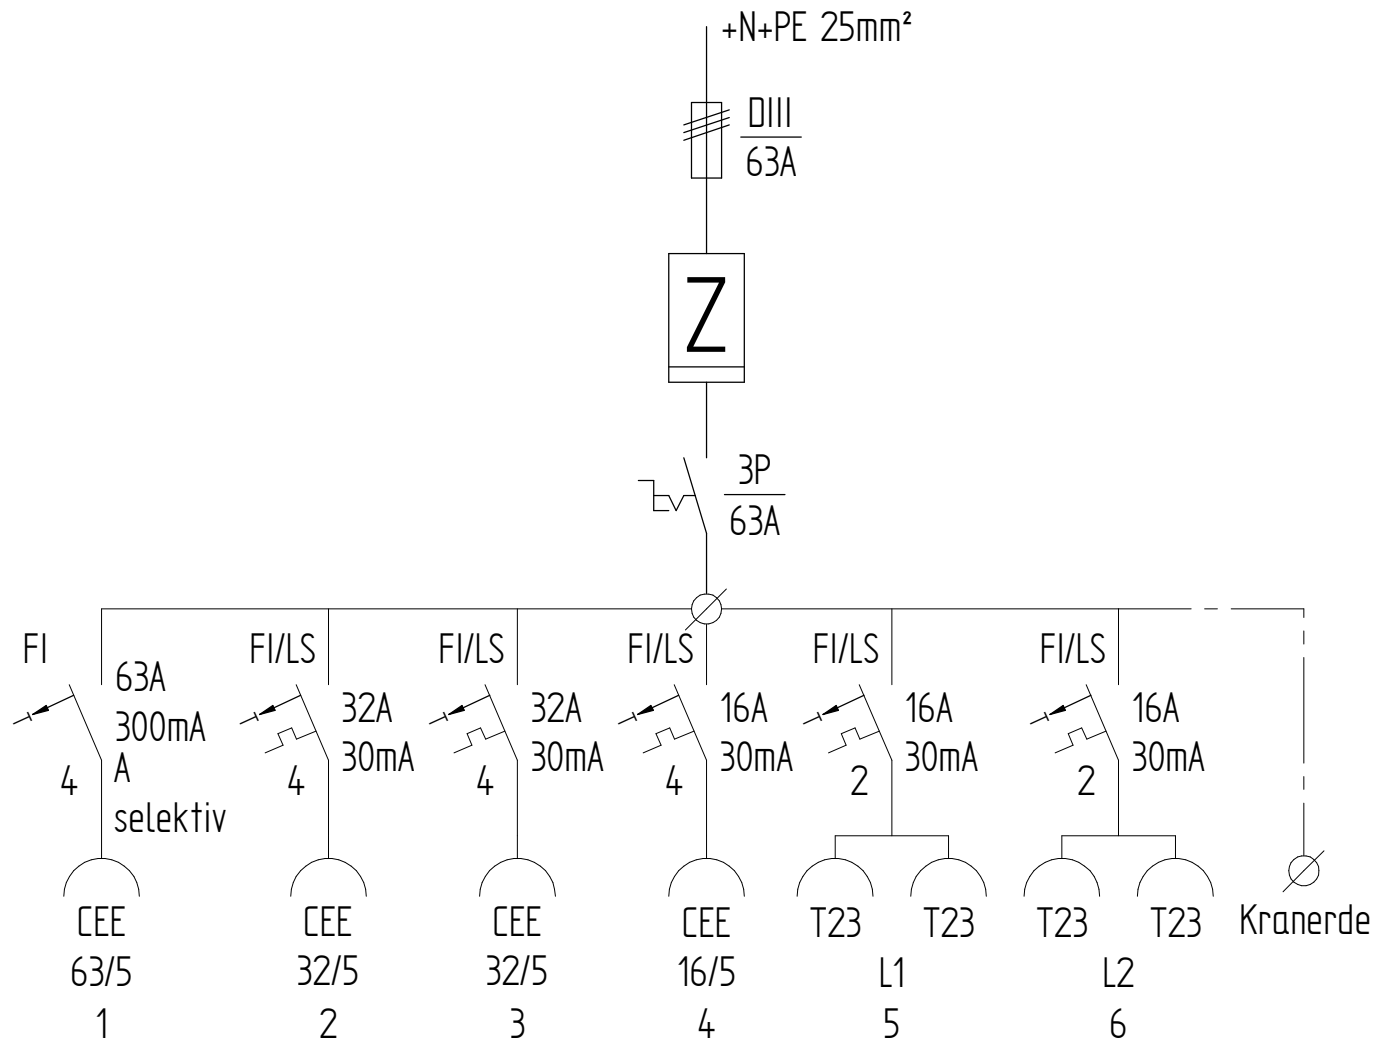 +N+PE 25mm²
DIII
63A
Z
3P
63A
FI
63A
300mA
A
selektiv
4
CEE
63/5
1
FI/LS
32A
30mA
4
CEE
32/5
2
FI/LS
32A
30mA
4
CEE
32/5
3
FI/LS
16A
30mA
4
CEE
16/5
4
FI/LS
16A
30mA
2
T23 T23
L1
5
FI/LS
16A
30mA
2
T23 T23
L2
6
Kranerde